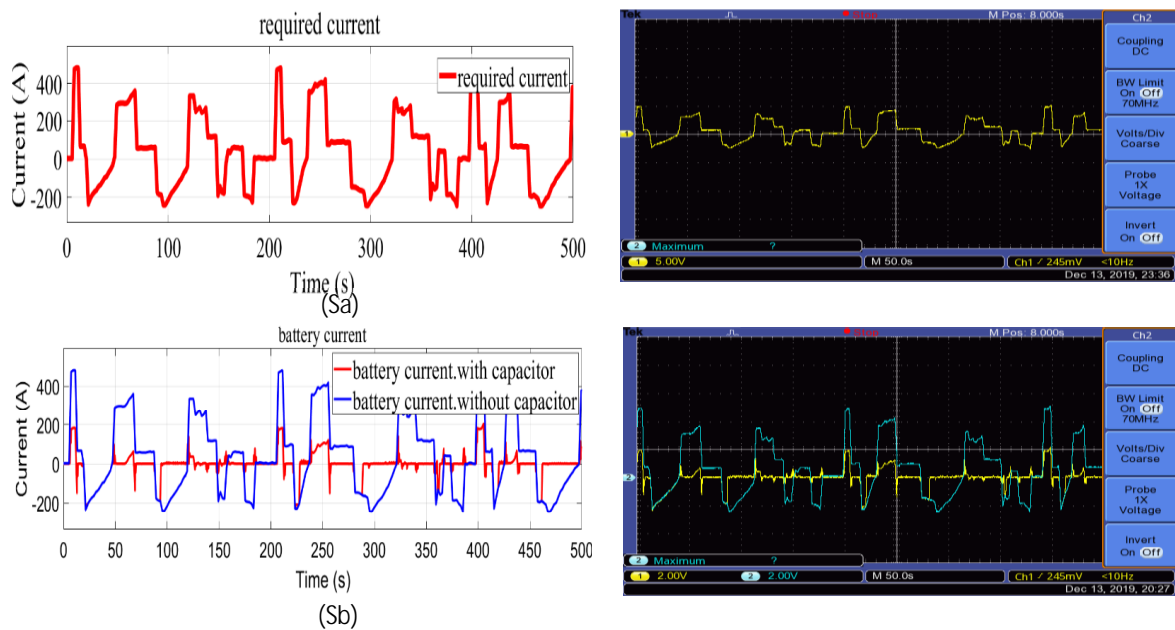 required current
required current
Current (A)
400
200
0
-200
0
100
200
300
400
500
Time (s)
(Sa)
Tek
M Pos: 8.000s
Ch2
Coupling
DC
BW Limit
On Off
70MHz
Volts/Div
Coarse
Probe
1X
Voltage
Invert
On Off
1
2 Maximum ?
1 5.00V
M 50.0s
Ch1 ∕ 245mV <10Hz
Dec 13, 2019, 23:36
battery current
battery current.with capacitor
battery current.without capacitor
Current (A)
400
200
0
-200
0
50
100
150
200
250
300
350
400
450
500
Time (s)
(Sb)
Tek
M Pos: 8.000s
Ch2
Coupling
DC
BW Limit
On Off
70MHz
Volts/Div
Coarse
Probe
1X
Voltage
Invert
On Off
2
2 Maximum ?
1 2.00V 2 2.00V
M 50.0s
Ch1 ∕ 245mV <10Hz
Dec 13, 2019, 20:27